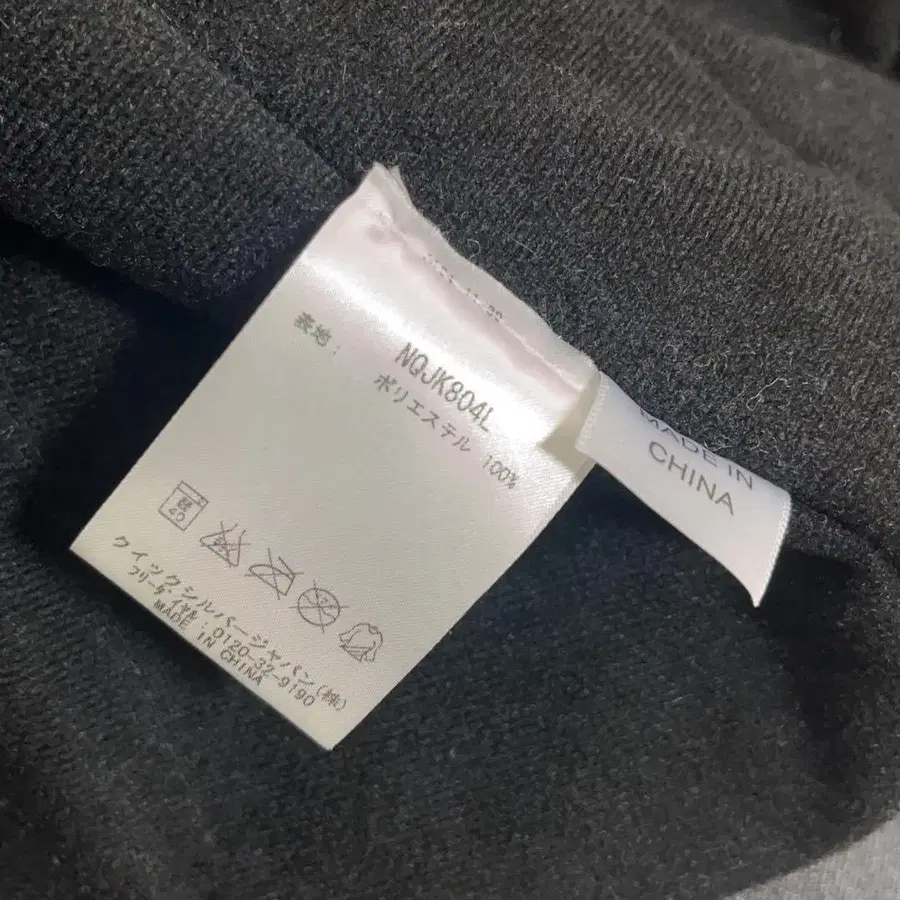 NQJK804L
表地:
ポリエステル 100%
40
クイックシルバージャパン(株)
フリーダイヤル:0120-32-9190
MADE IN CHINA
MADE IN
CHINA